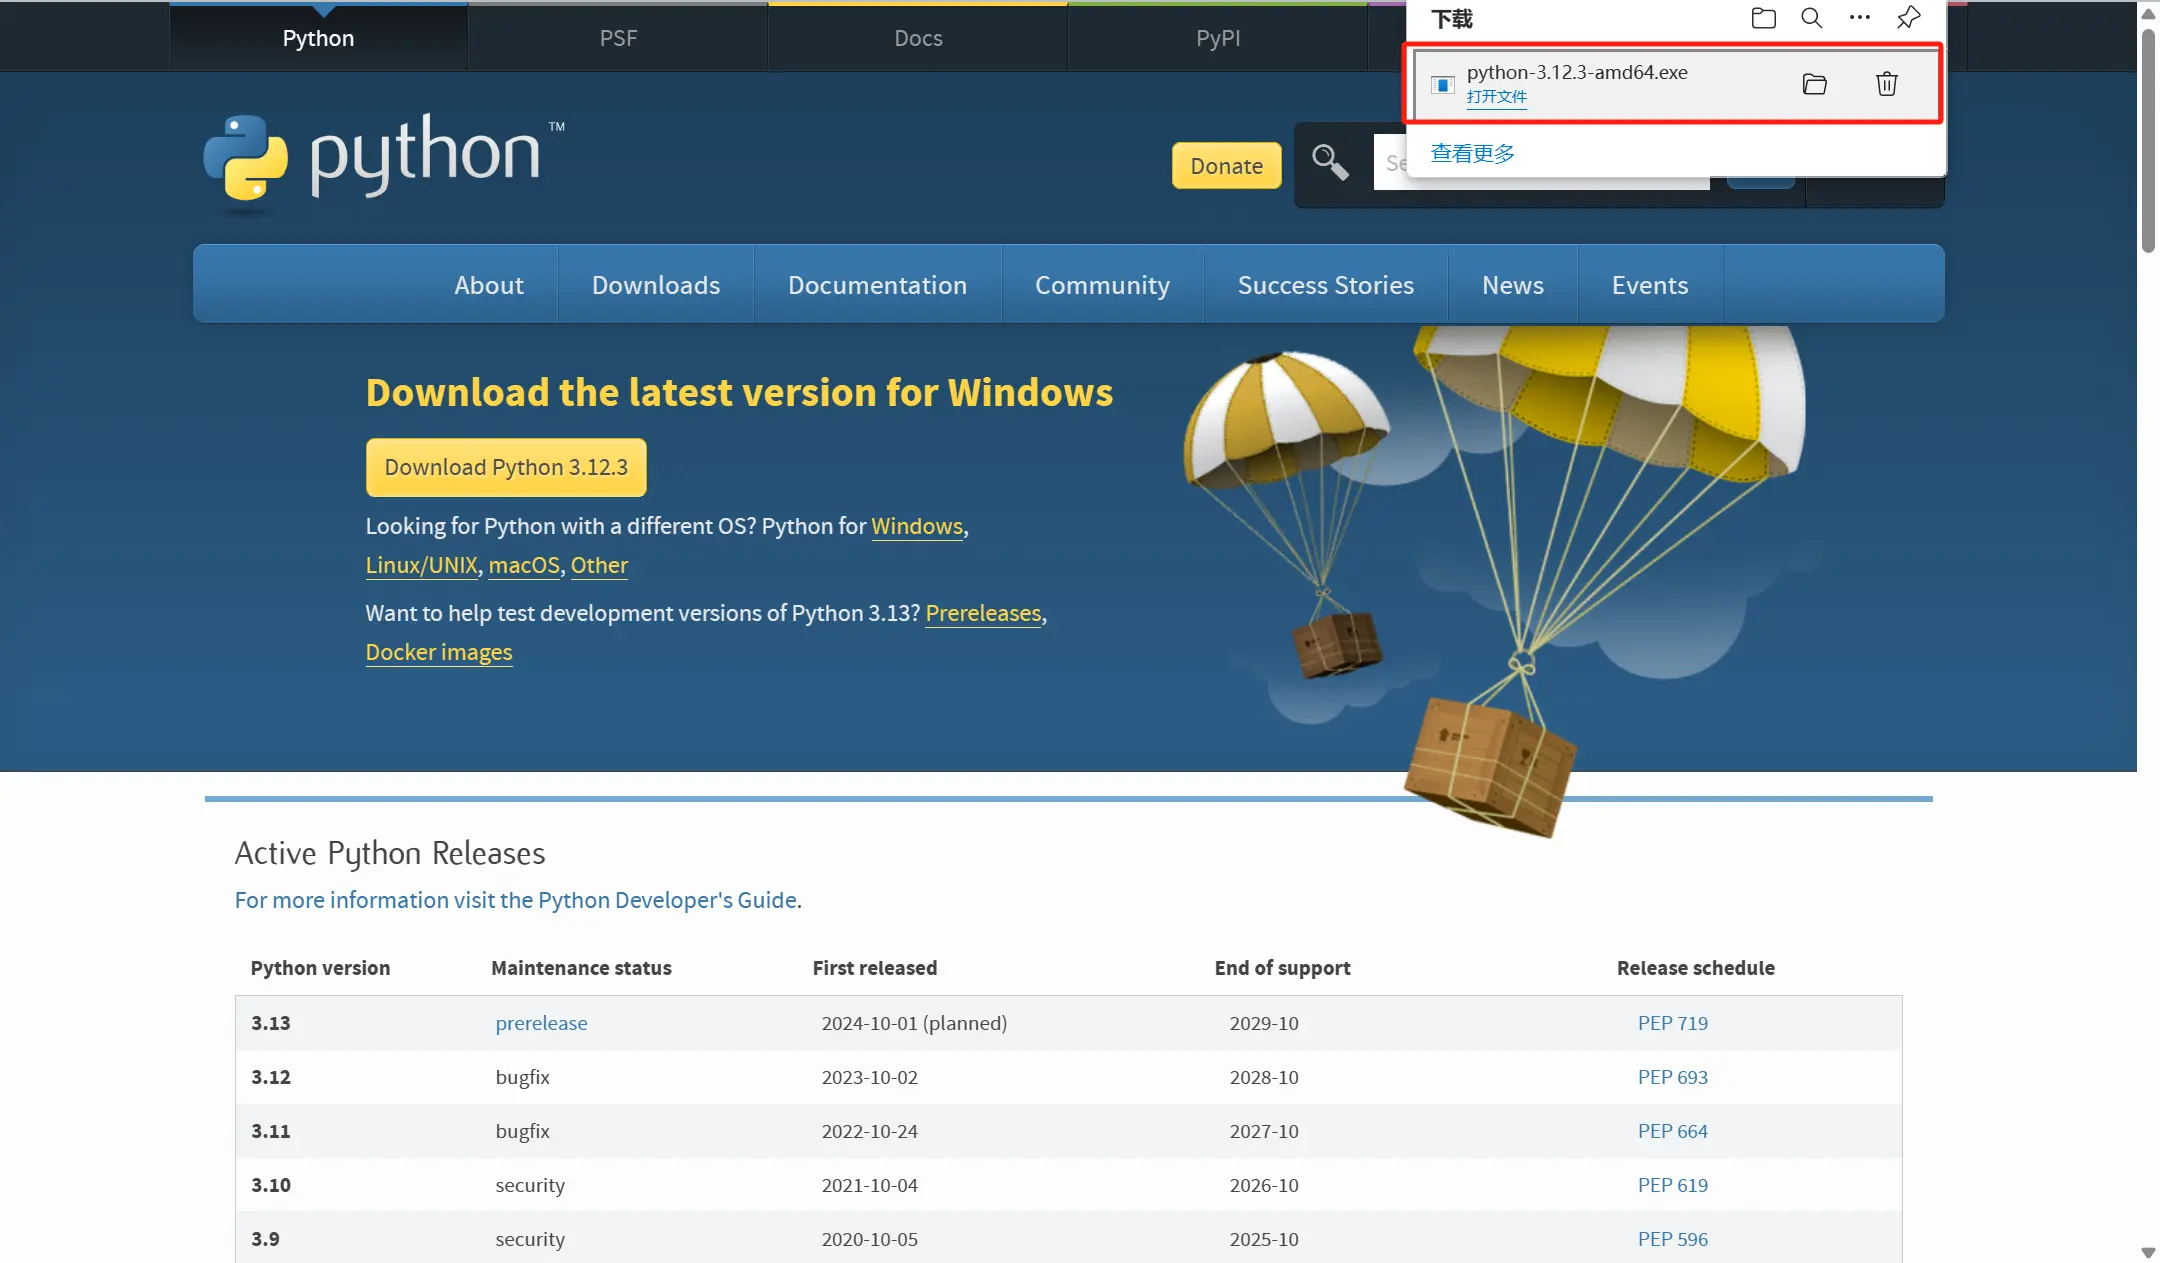 Python
PSF
Docs
PyPI
下载
python-3.12.3-amd64.exe
打开文件
查看更多
python™
Donate
Se
About
Downloads
Documentation
Community
Success Stories
News
Events
Download the latest version for Windows
Download Python 3.12.3
Looking for Python with a different OS? Python for Windows,
Linux/UNIX, macOS, Other
Want to help test development versions of Python 3.13? Prereleases,
Docker images
Active Python Releases
For more information visit the Python Developer's Guide.
Python version Maintenance status First released End of support Release schedule
3.13 prerelease 2024-10-01 (planned) 2029-10 PEP 719
3.12 bugfix 2023-10-02 2028-10 PEP 693
3.11 bugfix 2022-10-24 2027-10 PEP 664
3.10 security 2021-10-04 2026-10 PEP 619
3.9 security 2020-10-05 2025-10 PEP 596